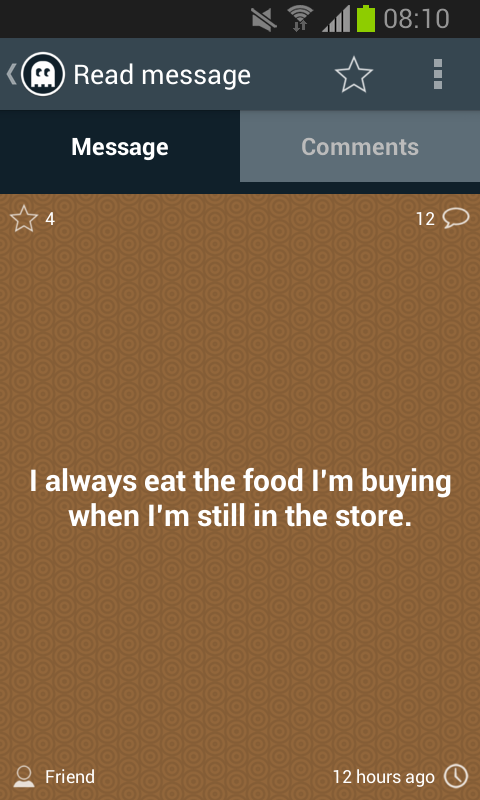 08:10
Read message
Message
Comments
4
12
I always eat the food I'm buying
when I'm still in the store.
Friend
12 hours ago